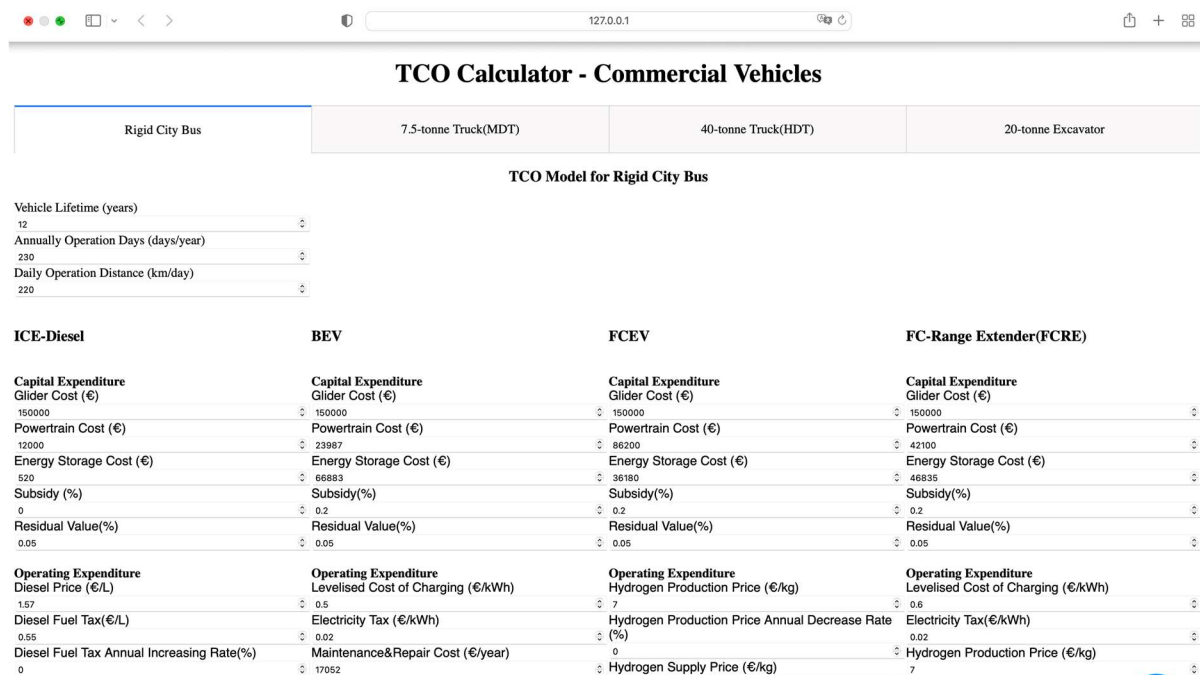 127.0.0.1
TCO Calculator - Commercial Vehicles
Rigid City Bus
7.5-tonne Truck(MDT)
40-tonne Truck(HDT)
20-tonne Excavator
TCO Model for Rigid City Bus
Vehicle Lifetime (years)
12
Annually Operation Days (days/year)
230
Daily Operation Distance (km/day)
220
ICE-Diesel
Capital Expenditure
Glider Cost (€)
150000
Powertrain Cost (€)
12000
Energy Storage Cost (€)
520
Subsidy (%)
0
Residual Value(%)
0.05
Operating Expenditure
Diesel Price (€/L)
1.57
Diesel Fuel Tax(€/L)
0.55
Diesel Fuel Tax Annual Increasing Rate(%)
0
BEV
Capital Expenditure
Glider Cost (€)
150000
Powertrain Cost (€)
23987
Energy Storage Cost (€)
66883
Subsidy(%)
0.2
Residual Value(%)
0.05
Operating Expenditure
Levelised Cost of Charging (€/kWh)
0.5
Electricity Tax (€/kWh)
0.02
Maintenance&Repair Cost (€/year)
17052
FCEV
Capital Expenditure
Glider Cost (€)
150000
Powertrain Cost (€)
86200
Energy Storage Cost (€)
36180
Subsidy(%)
0.2
Residual Value(%)
0.05
Operating Expenditure
Hydrogen Production Price (€/kg)
7
Hydrogen Production Price Annual Decrease Rate
(%)
0
Hydrogen Supply Price (€/kg)
FC-Range Extender(FCRE)
Capital Expenditure
Glider Cost (€)
150000
Powertrain Cost (€)
42100
Energy Storage Cost (€)
46835
Subsidy(%)
0.2
Residual Value(%)
0.05
Operating Expenditure
Levelised Cost of Charging (€/kWh)
0.6
Electricity Tax(€/kWh)
0.02
Hydrogen Production Price (€/kg)
7